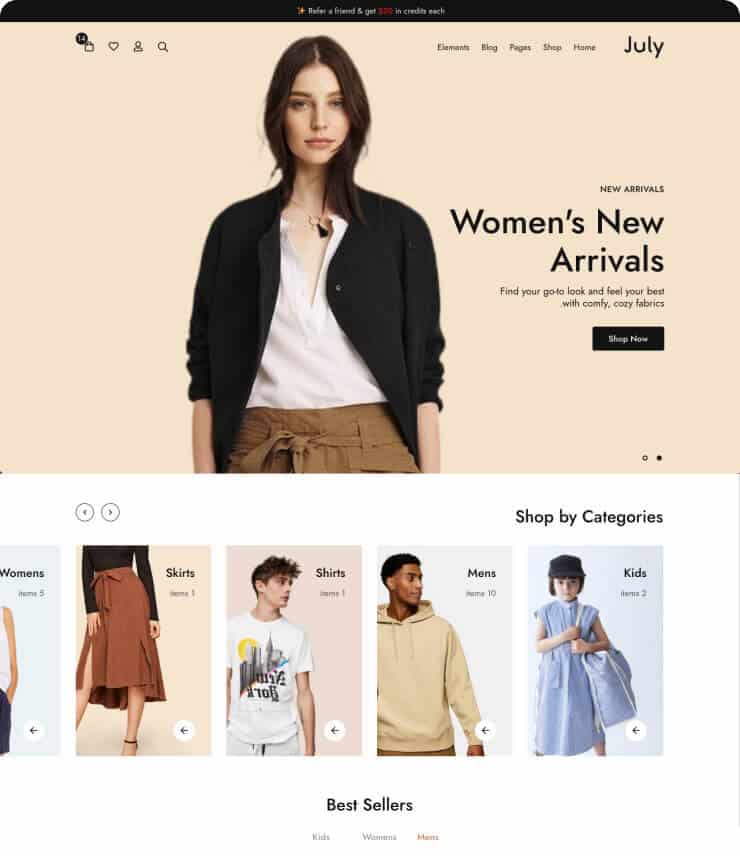 ✨ Refer a friend & get $20 in credits each
14
Elements Blog Pages Shop Home
July
NEW ARRIVALS
Women's New
Arrivals
Find your go-to look and feel your best
.with comfy, cozy fabrics
Shop Now
Shop by Categories
Womens
items 5
Skirts
items 1
Shirts
items 1
Mens
items 10
Kids
items 2
New
York
Best Sellers
Kids Womens Mens